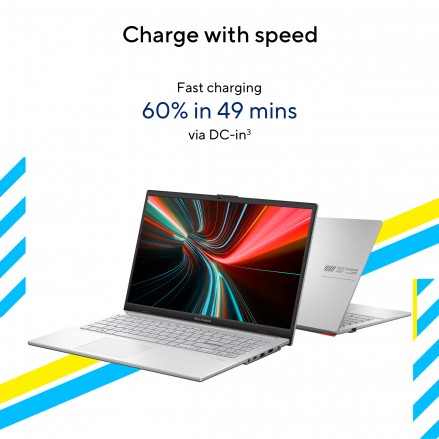 Charge with speed
Fast charging
60% in 49 mins
via DC-in³